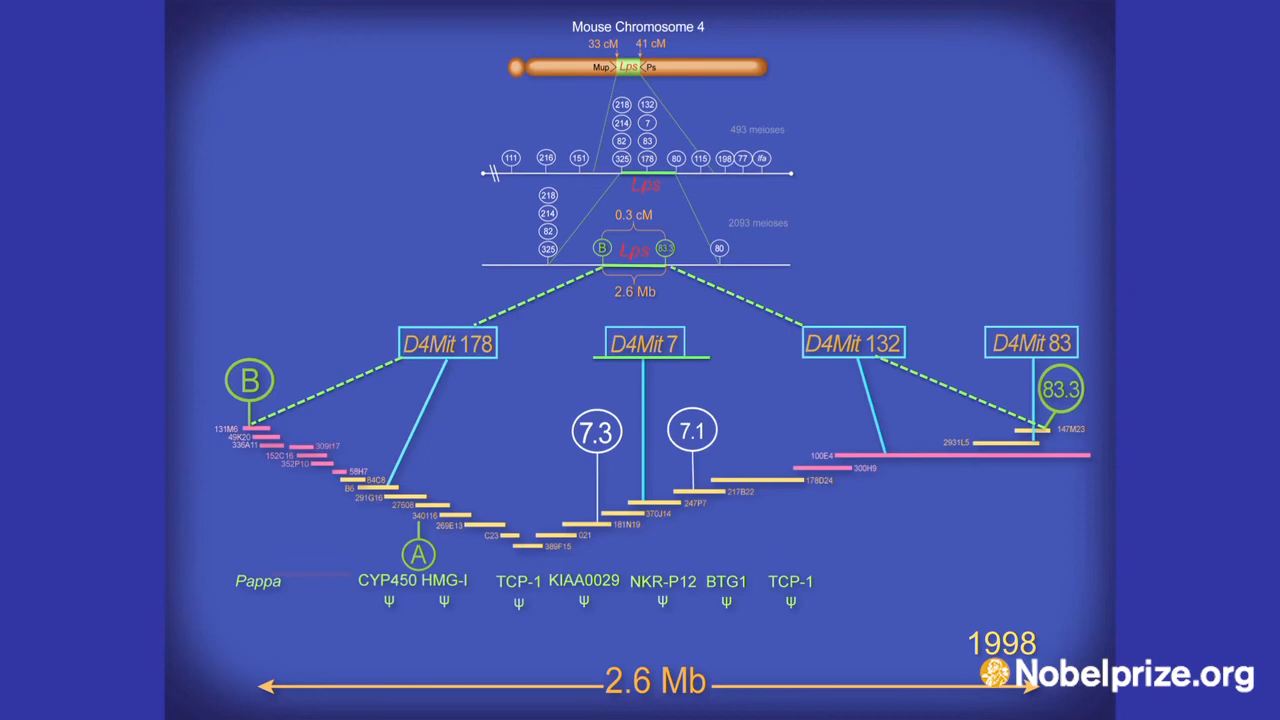 Mouse Chromosome 4
33 cM 41 cM
Mup Lps Ps
218 132
214 7
82 83
493 meioses
111 216 151 325 178 80 115 198 77 Ifa
Lps
218
214
82
325
0.3 cM
2093 meioses
B Lps 83.3 80
2.6 Mb
D4Mit 178 D4Mit 7 D4Mit 132 D4Mit 83
B
83.3
7.3 7.1
131M6
49K20
336A11 309I17
152C16
352P10
58H7
84C8
B6
291G16
27608
340116
269E13
C23
389F15
021
181N19
370J14
247P7
217B22
178D24
300H9
100E4
2931L5
147M23
A
Pappa CYP450 HMG-I TCP-1 KIAA0029 NKR-P12 BTG1 TCP-1
ψ ψ ψ ψ ψ ψ ψ
1998
2.6 Mb
Nobelprize.org